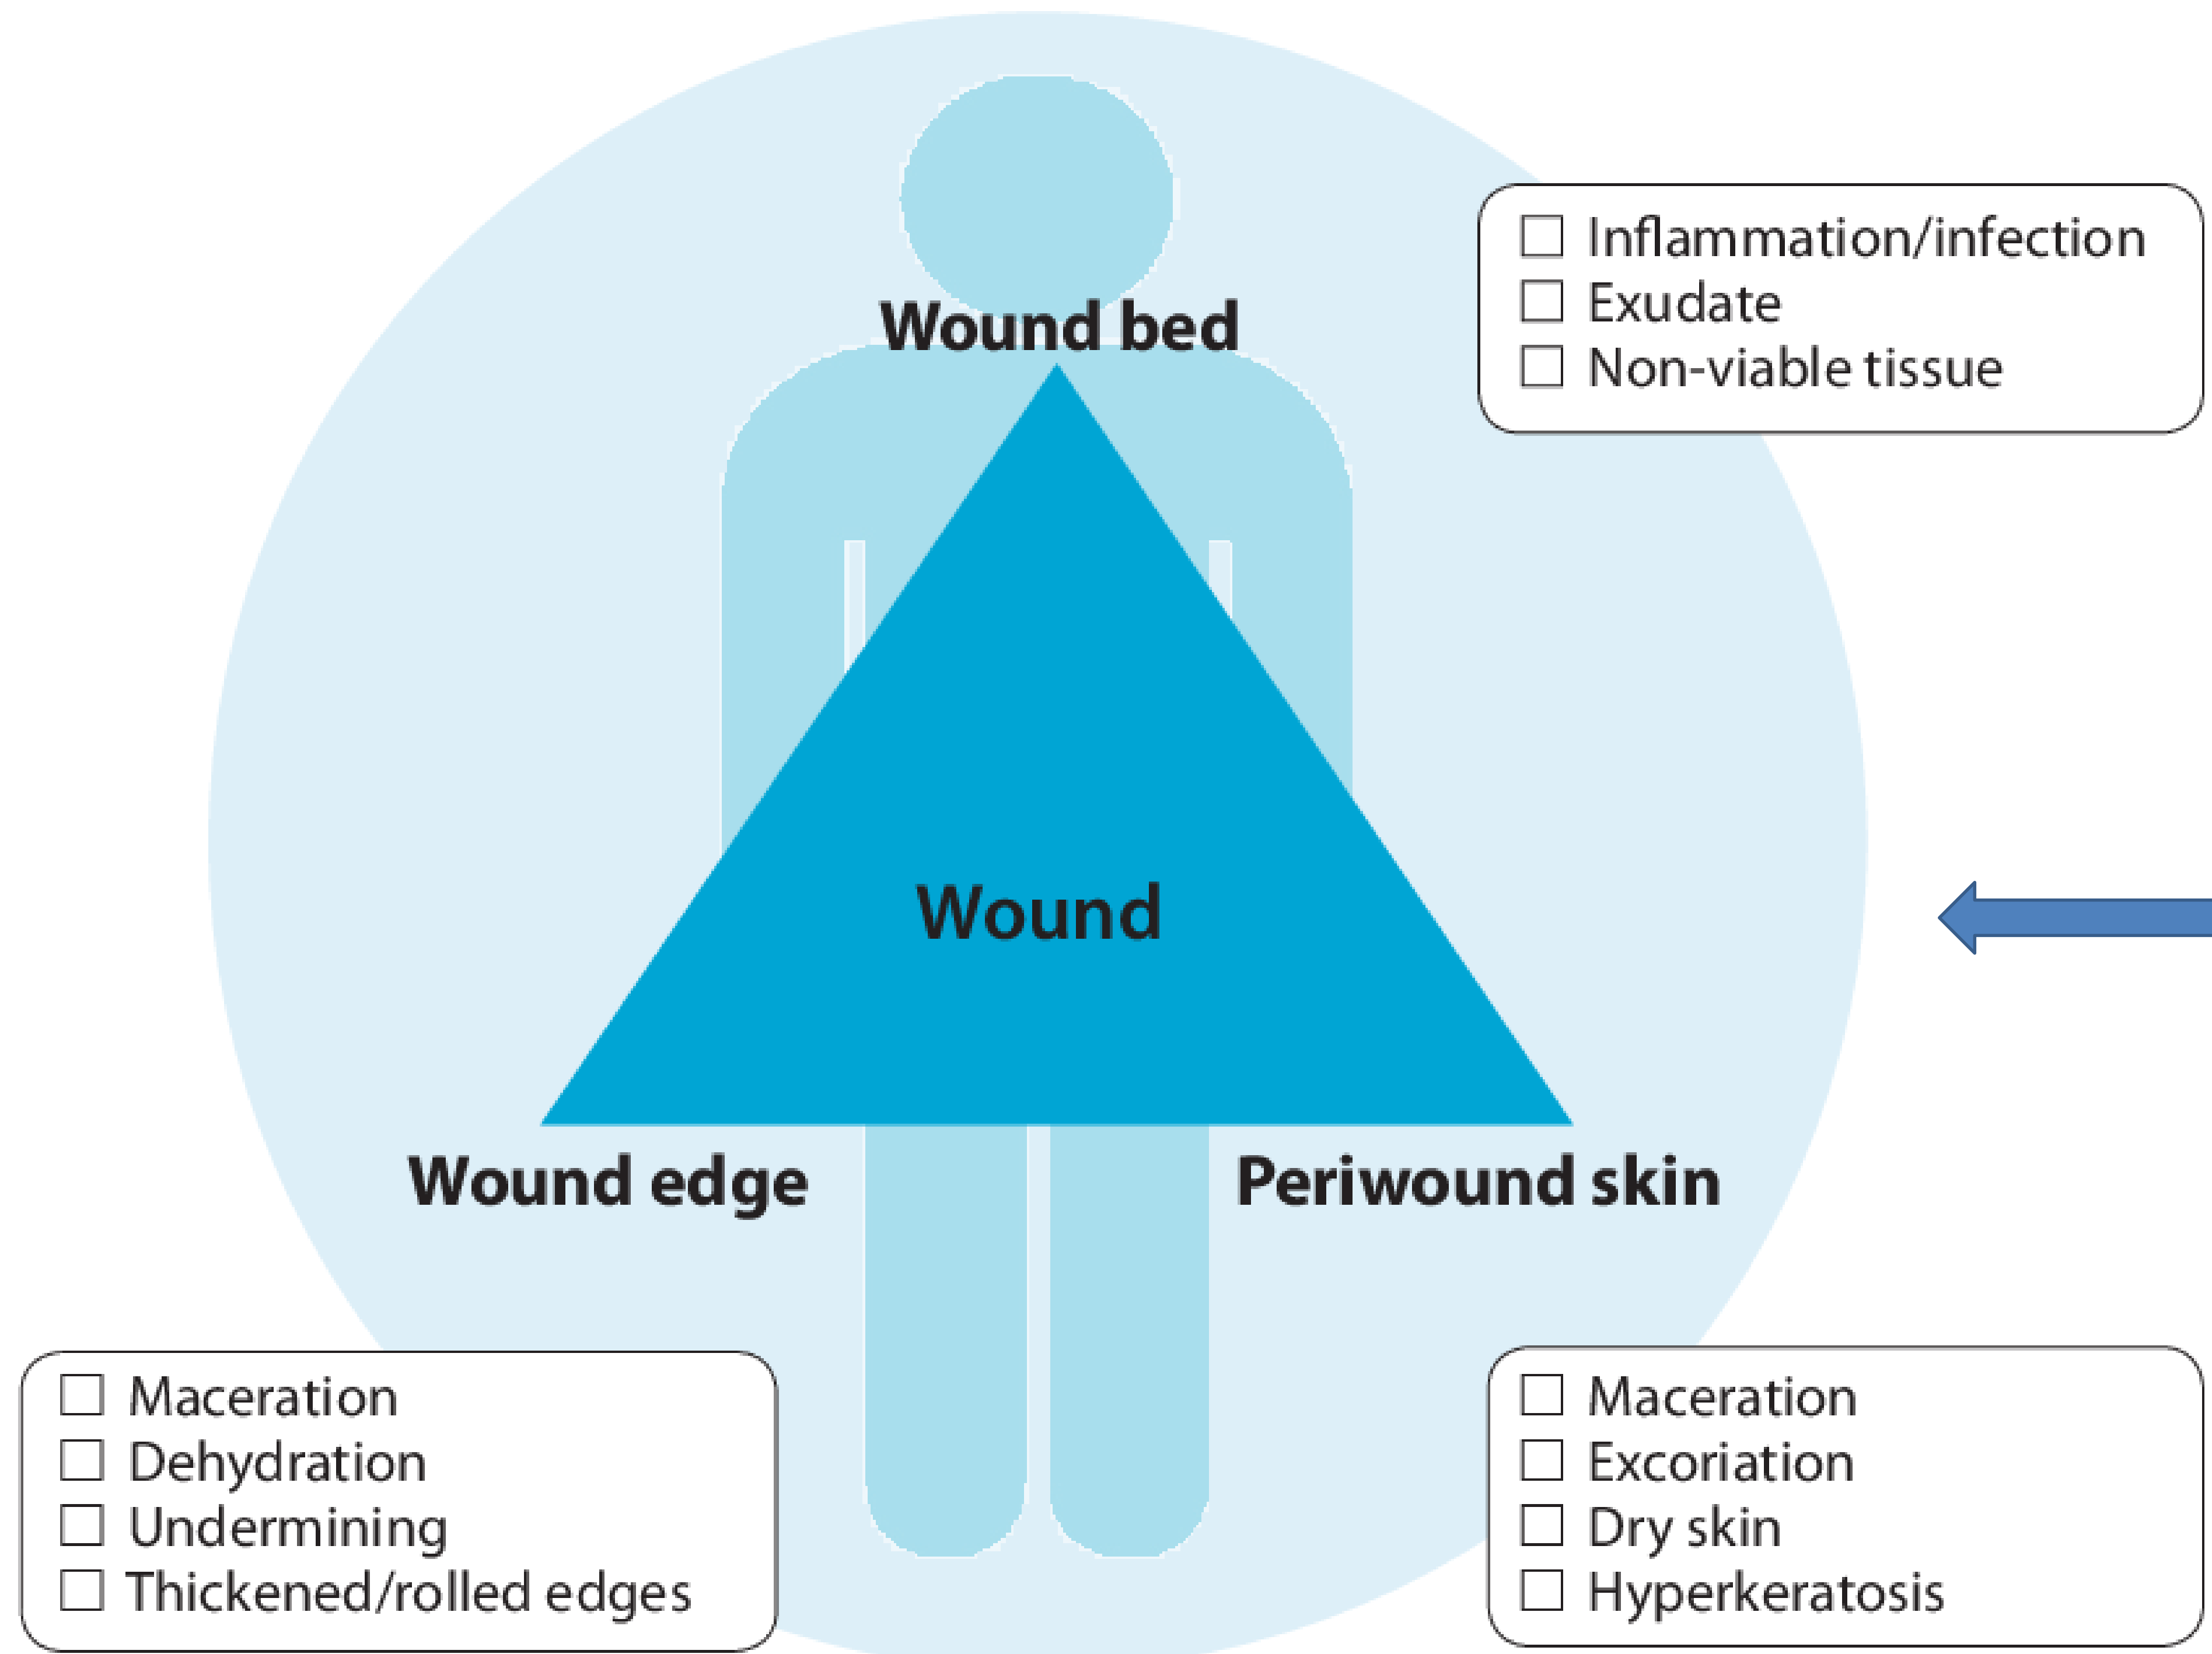 Inflammation/infection
Exudate
Non-viable tissue
Wound bed
Wound
Wound edge
Periwound skin
Maceration
Dehydration
Undermining
Thickened/rolled edges
Maceration
Excoriation
Dry skin
Hyperkeratosis